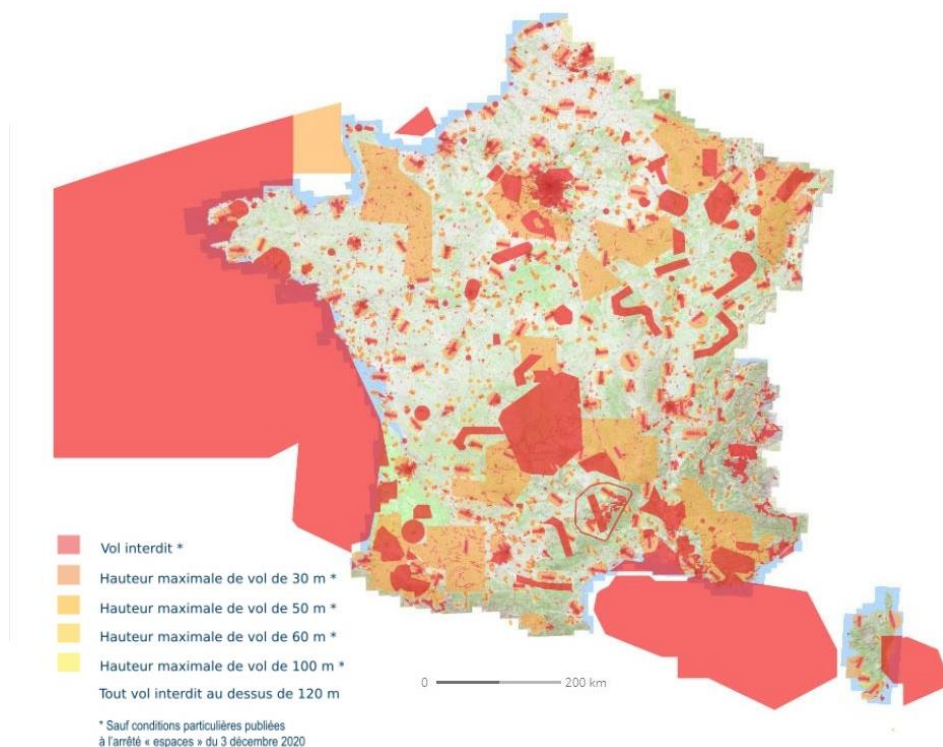 Vol interdit *
Hauteur maximale de vol de 30 m *
Hauteur maximale de vol de 50 m *
Hauteur maximale de vol de 60 m *
Hauteur maximale de vol de 100 m *
Tout vol interdit au dessus de 120 m
* Sauf conditions particulières publiées
à l'arrêté « espaces » du 3 décembre 2020
0 200 km